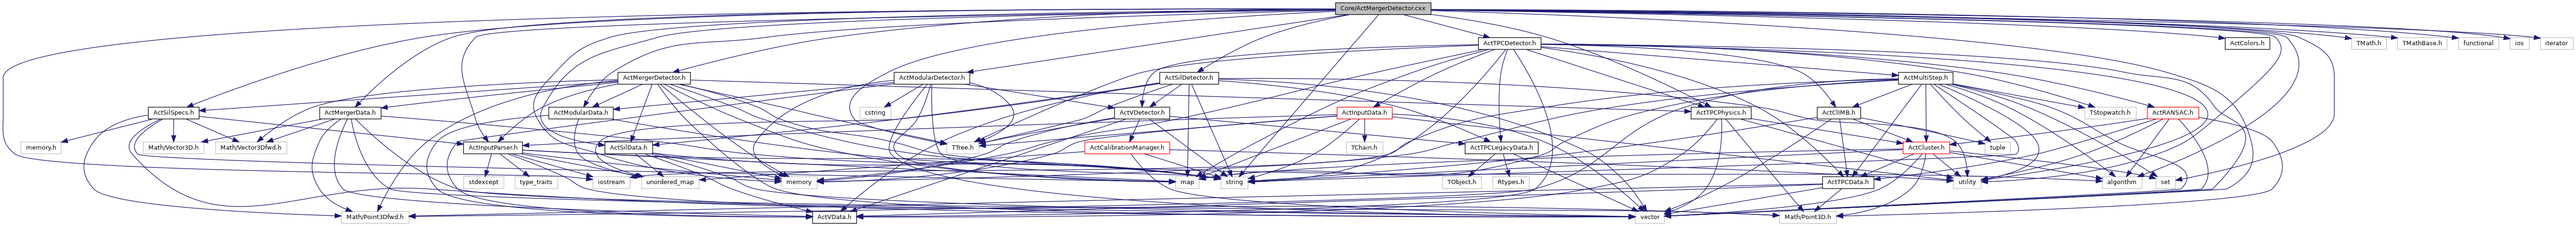 Core/ActMergerDetector.cxx
ActTPCDetector.h
ActColors.h
TMath.h
TMathBase.h
functional
ios
iterator
ActMergerDetector.h
ActModularDetector.h
ActSilDetector.h
ActMultiStep.h
ActSilSpecs.h
ActMergerData.h
ActModularData.h
cstring
ActVDetector.h
ActInputData.h
ActTPCPhysics.h
ActClIMB.h
TStopwatch.h
ActRANSAC.h
memory.h
Math/Vector3D.h
Math/Vector3Dfwd.h
ActInputParser.h
ActSilData.h
TTree.h
ActCalibrationManager.h
TChain.h
ActTPCLegacyData.h
ActCluster.h
tuple
stdexcept
type_traits
iostream
unordered_map
memory
map
string
TObject.h
Rtypes.h
ActTPCData.h
utility
algorithm
set
Math/Point3Dfwd.h
ActVData.h
vector
Math/Point3D.h